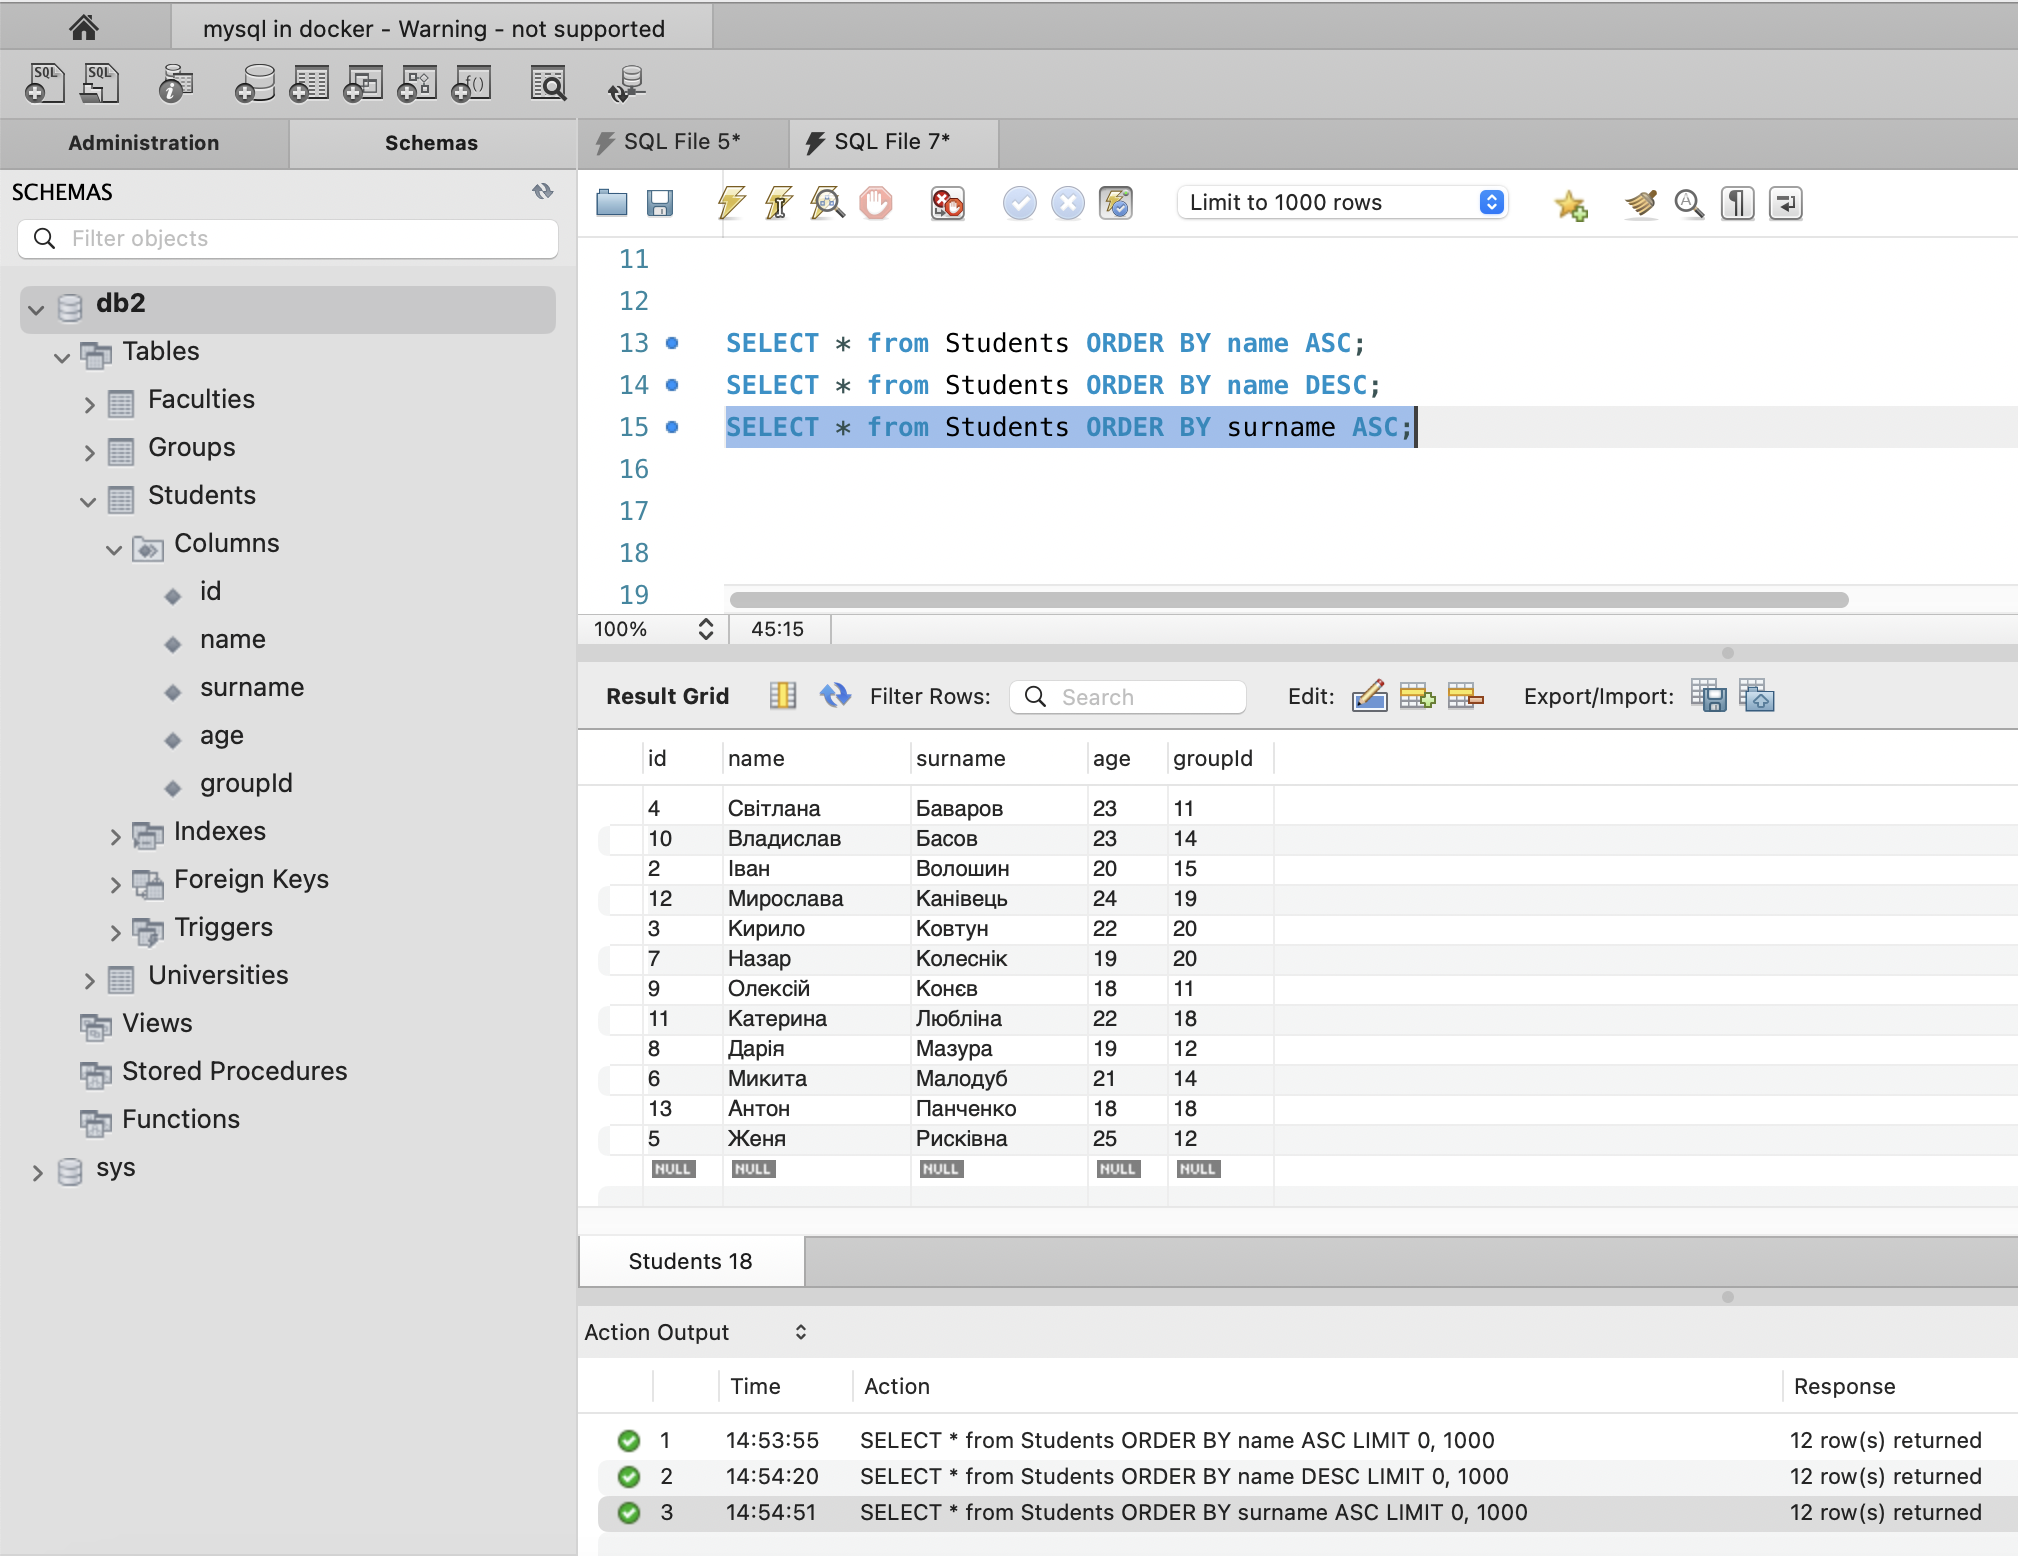 mysql in docker - Warning - not supported
Administration Schemas SQL File 5* SQL File 7*
SCHEMAS
Filter objects
Limit to 1000 rows
db2
Tables
Faculties
Groups
Students
Columns
id
name
surname
age
groupId
Indexes
Foreign Keys
Triggers
Universities
Views
Stored Procedures
Functions
sys
11
12
13 SELECT * from Students ORDER BY name ASC;
14 SELECT * from Students ORDER BY name DESC;
15 SELECT * from Students ORDER BY surname ASC;
16
17
18
19
100% 45:15
Result Grid Filter Rows: Search Edit: Export/Import:
id name surname age groupId
4 Світлана Баваров 23 11
10 Владислав Басов 23 14
2 Іван Волошин 20 15
12 Мирослава Канівець 24 19
3 Кирило Ковтун 22 20
7 Назар Колеснік 19 20
9 Олексій Конєв 18 11
11 Катерина Любліна 22 18
8 Дарія Мазура 19 12
6 Микита Малодуб 21 14
13 Антон Панченко 18 18
5 Женя Рисківна 25 12
NULL NULL NULL NULL NULL
Students 18
Action Output
Time Action Response
1 14:53:55 SELECT * from Students ORDER BY name ASC LIMIT 0, 1000 12 row(s) returned
2 14:54:20 SELECT * from Students ORDER BY name DESC LIMIT 0, 1000 12 row(s) returned
3 14:54:51 SELECT * from Students ORDER BY surname ASC LIMIT 0, 1000 12 row(s) returned